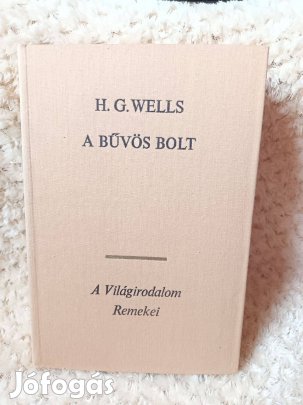 H. G. WELLS
A BŰVÖS BOLT
A Világirodalom
Remekei
Jófogás